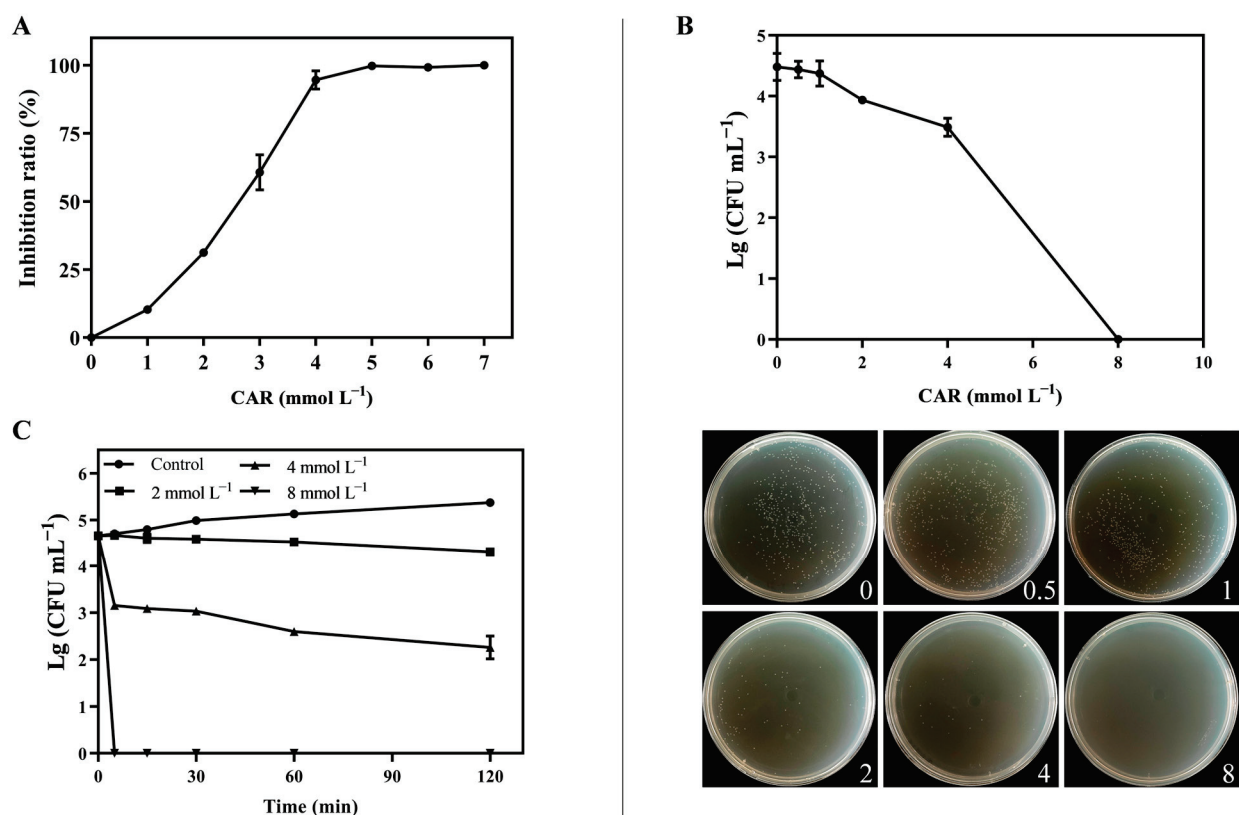 A
Inhibition ratio (%)
100
75
50
25
0
0 1 2 3 4 5 6 7
CAR (mmol L⁻¹)
B
Lg (CFU mL⁻¹)
5
4
3
2
1
0
0 2 4 6 8 10
CAR (mmol L⁻¹)
C
Control
2 mmol L⁻¹
4 mmol L⁻¹
8 mmol L⁻¹
Lg (CFU mL⁻¹)
6
5
4
3
2
1
0
0 30 60 90 120
Time (min)
0 0.5 1
2 4 8